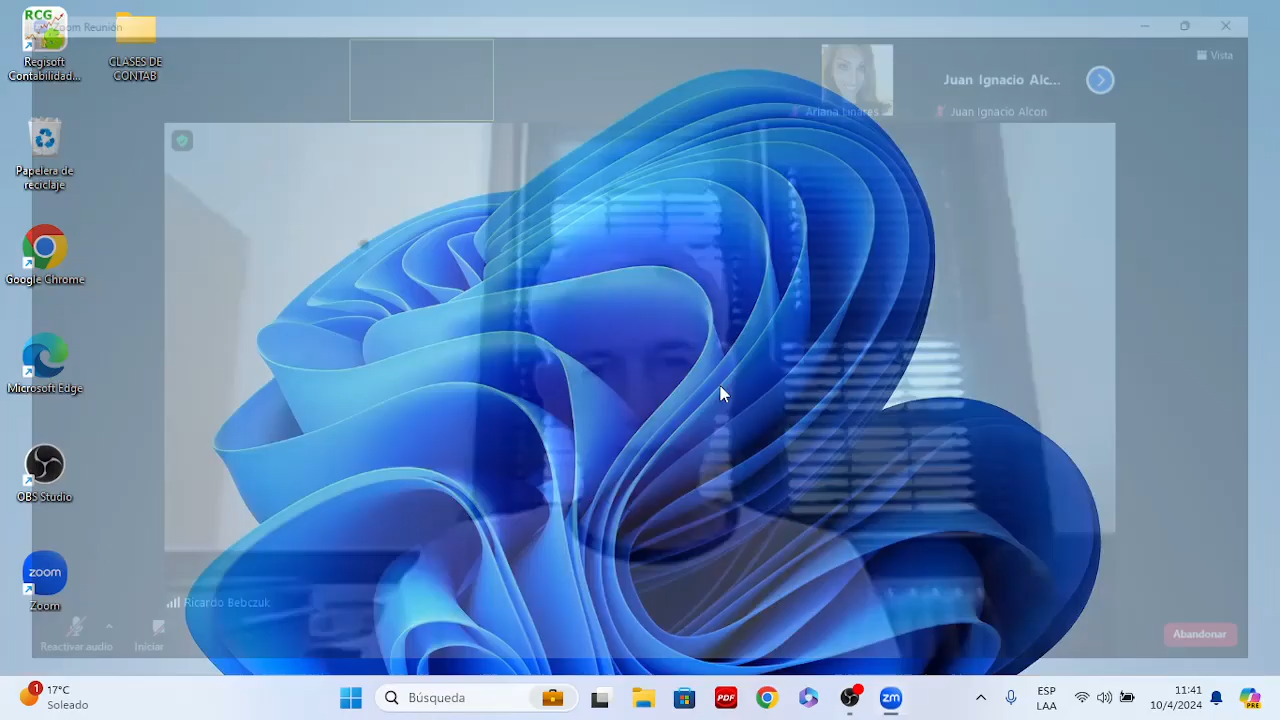 RCG
Regisoft
Contabilidad...
CLASES DE
CONTAB
Zoom Reunión
Vista
Juan Ignacio Alc...
Ariana Linares
Juan Ignacio Alcon
Papelera de
reciclaje
Google Chrome
Microsoft Edge
OBS Studio
zoom
Zoom
Ricardo Bebczuk
Reactivar audio
Iniciar
Abandonar
1
17°C
Soleado
Búsqueda
PDF
zm
ESP
LAA
11:41
10/4/2024
PRE